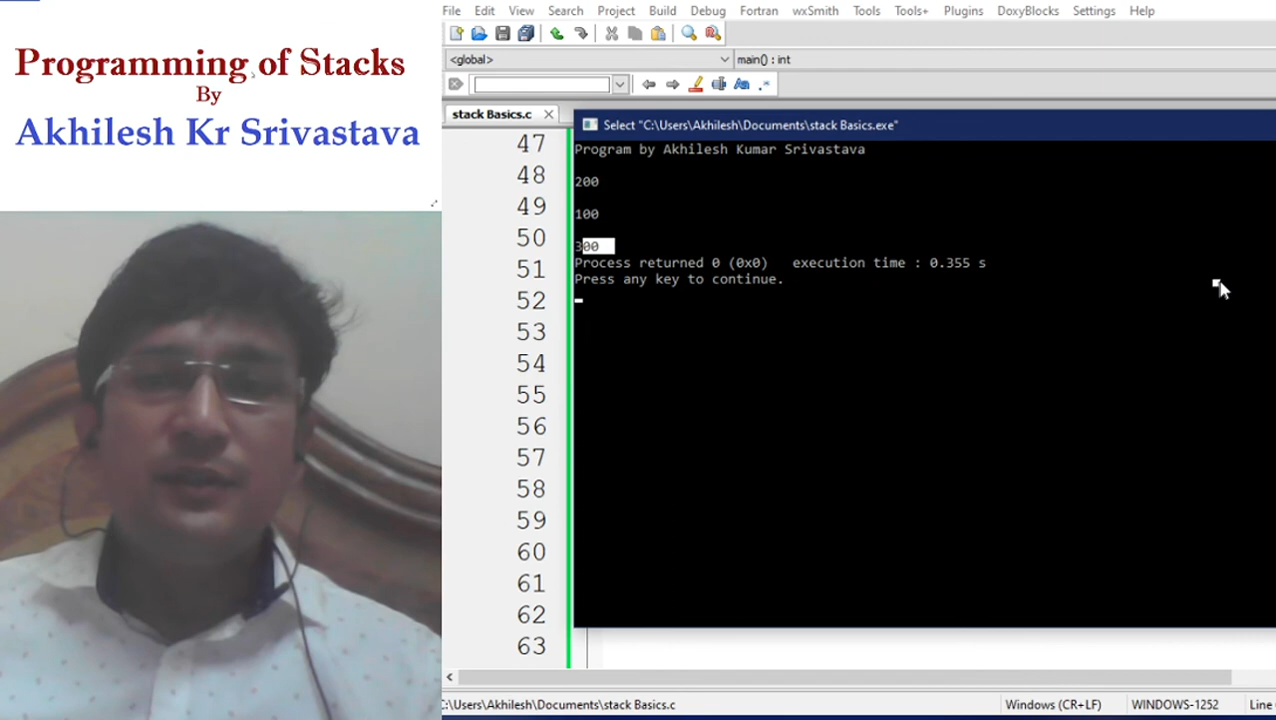 Programming of Stacks
By
Akhilesh Kr Srivastava
File Edit View Search Project Build Debug Fortran wxSmith Tools Tools+ Plugins DoxyBlocks Settings Help
<global>
main() : int
stack Basics.c
Select "C:\Users\Akhilesh\Documents\stack Basics.exe"
Program by Akhilesh Kumar Srivastava
200
100
300
Process returned 0 (0x0) execution time : 0.355 s
Press any key to continue.
47
48
49
50
51
52
53
54
55
56
57
58
59
60
61
62
63
:\Users\Akhilesh\Documents\stack Basics.c
Windows (CR+LF)
WINDOWS-1252
Line